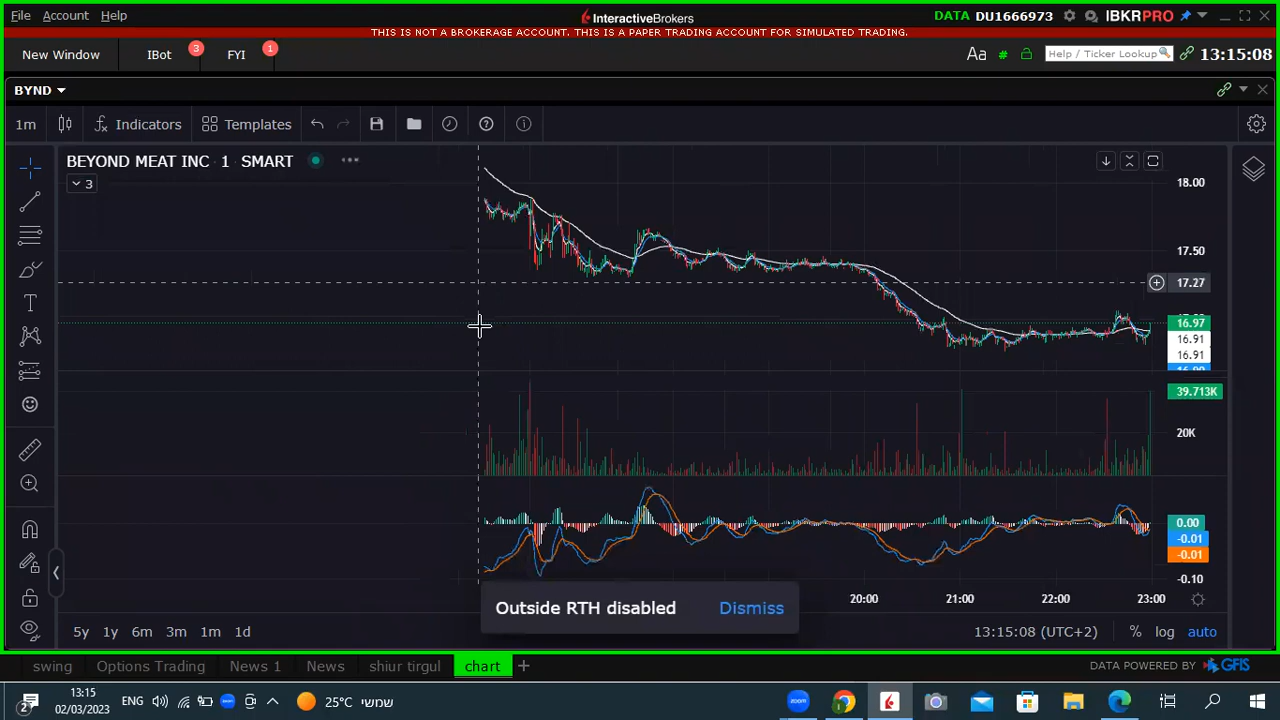 File Account Help
InteractiveBrokers
DATA DU1666973 IBKRPRO
THIS IS NOT A BROKERAGE ACCOUNT. THIS IS A PAPER TRADING ACCOUNT FOR SIMULATED TRADING.
New Window IBot 3 FYI 1
Aa # Help / Ticker Lookup 13:15:08
BYND
1m Indicators Templates
BEYOND MEAT INC 1 SMART
3
18.00
17.50
17.27
16.97
16.91
16.91
39.713K
20K
0.00
-0.01
-0.01
-0.10
20:00 21:00 22:00 23:00
Outside RTH disabled Dismiss
5y 1y 6m 3m 1m 1d
13:15:08 (UTC+2) % log auto
swing Options Trading News 1 News shiur tirgul chart +
DATA POWERED BY GFIS
2 13:15
02/03/2023
ENG zoom 25°C שמשי
zoom